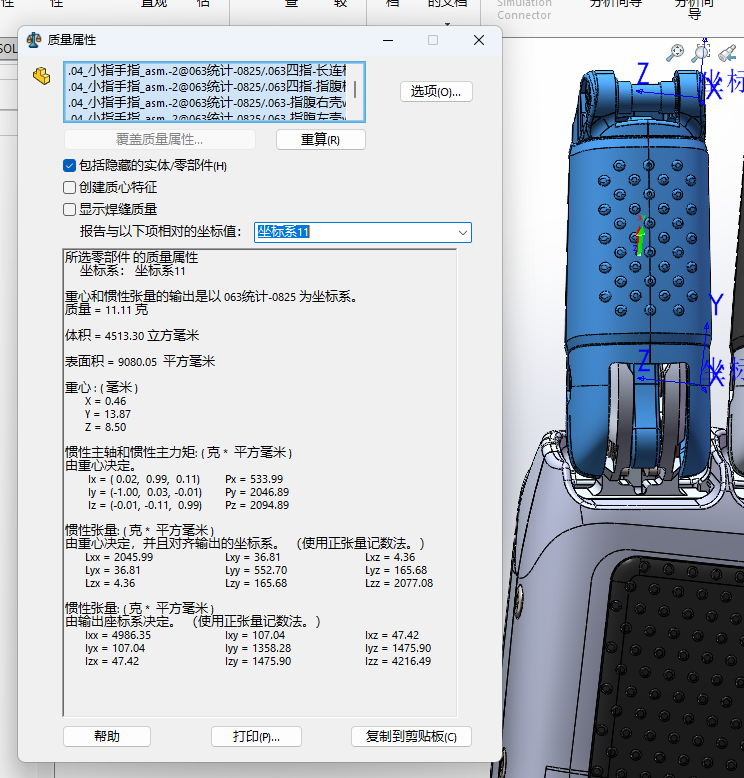 性
性
直观
估
查
较
档
的文档
Simulation
Connector
分析向导
分析向
导
SOL
质量属性
.04_小指手指_asm.-2@063统计-0825/.063四指-长连杆
.04_小指手指_asm.-2@063统计-0825/.063四指-指腹板
.04_小指手指_asm.-2@063统计-0825/.063-指腹右壳v
.04_小指手指_asm.-2@063统计-0825/.063-指腹左壳v
选项(O)...
覆盖质量属性...
重算(R)
包括隐藏的实体/零部件(H)
创建质心特征
显示焊缝质量
报告与以下项相对的坐标值：
坐标系11
所选零部件 的质量属性
坐标系： 坐标系11
重心和惯性张量的输出是以 063统计-0825 为坐标系。
质量 = 11.11 克
体积 = 4513.30 立方毫米
表面积 = 9080.05 平方毫米
重心 : ( 毫米 )
X = 0.46
Y = 13.87
Z = 8.50
惯性主轴和惯性主力矩: ( 克 * 平方毫米 )
由重心决定。
Ix = ( 0.02, 0.99, 0.11) Px = 533.99
Iy = (-1.00, 0.03, -0.01) Py = 2046.89
Iz = (-0.01, -0.11, 0.99) Pz = 2094.89
惯性张量: ( 克 * 平方毫米 )
由重心决定，并且对齐输出的坐标系。 （使用正张量记数法。）
Lxx = 2045.99 Lxy = 36.81 Lxz = 4.36
Lyx = 36.81 Lyy = 552.70 Lyz = 165.68
Lzx = 4.36 Lzy = 165.68 Lzz = 2077.08
惯性张量: ( 克 * 平方毫米 )
由输出座标系决定。 （使用正张量记数法。）
Ixx = 4986.35 Ixy = 107.04 Ixz = 47.42
Iyx = 107.04 Iyy = 1358.28 Iyz = 1475.90
Izx = 47.42 Izy = 1475.90 Izz = 4216.49
帮助
打印(P)...
复制到剪贴板(C)
Z
坐标
X
Y
Z
坐标
X